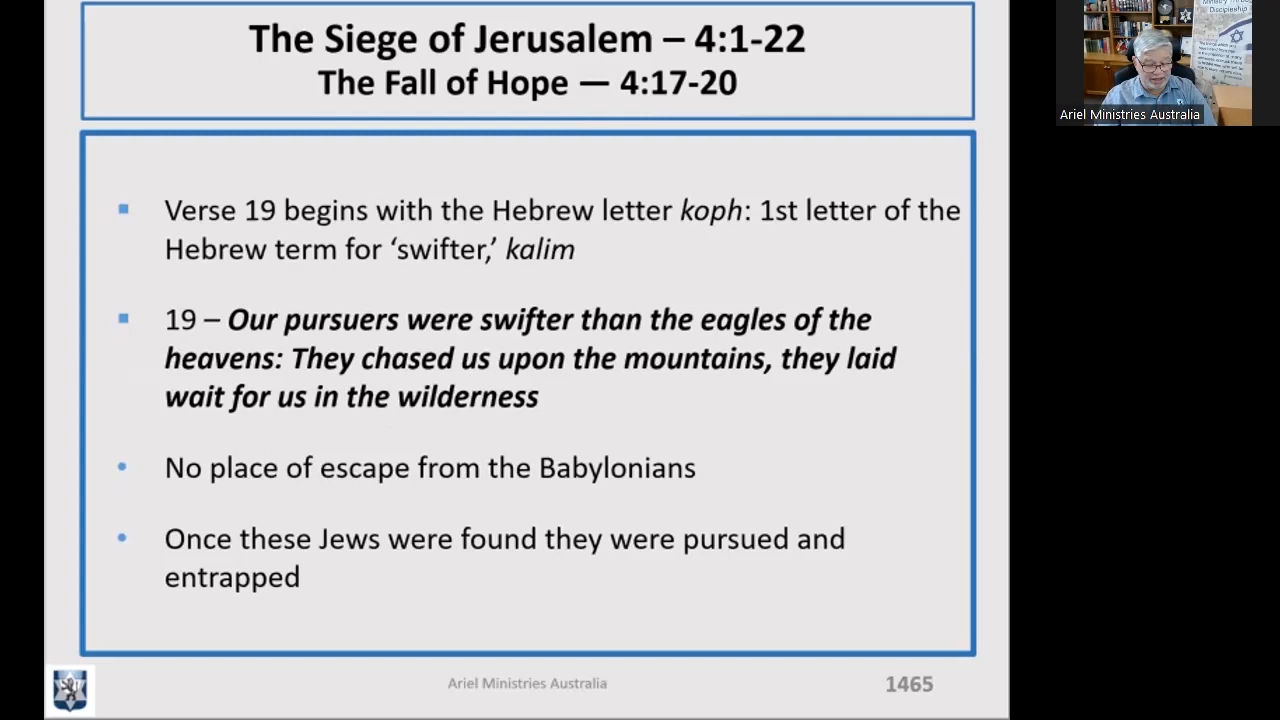 The Siege of Jerusalem – 4:1-22
The Fall of Hope — 4:17-20
Verse 19 begins with the Hebrew letter koph: 1st letter of the
Hebrew term for ‘swifter,’ kalim
19 – Our pursuers were swifter than the eagles of the
heavens: They chased us upon the mountains, they laid
wait for us in the wilderness
No place of escape from the Babylonians
Once these Jews were found they were pursued and
entrapped
Ariel Ministries Australia
1465
Ministry Through
Discipleship
Ariel Ministries Australia